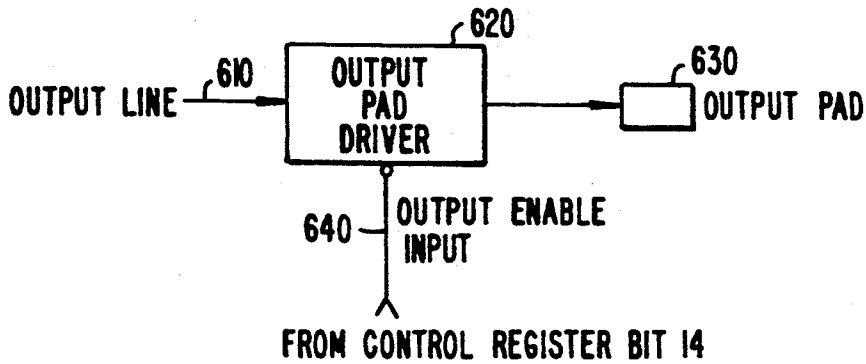 620
610
630
OUTPUT LINE
OUTPUT
PAD
DRIVER
OUTPUT PAD
640
OUTPUT ENABLE
INPUT
FROM CONTROL REGISTER BIT 14